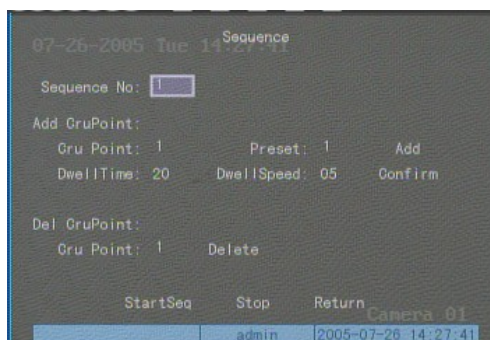 Sequence
07-26-2005 Tue 14:27:41
Sequence No: 1
Add CruPoint:
Cru Point: 1 Preset: 1 Add
DwellTime: 20 DwellSpeed: 05 Confirm
Del CruPoint:
Cru Point: 1 Delete
StartSeq Stop Return
Camera 01
admin 2005-07-26 14:27:41